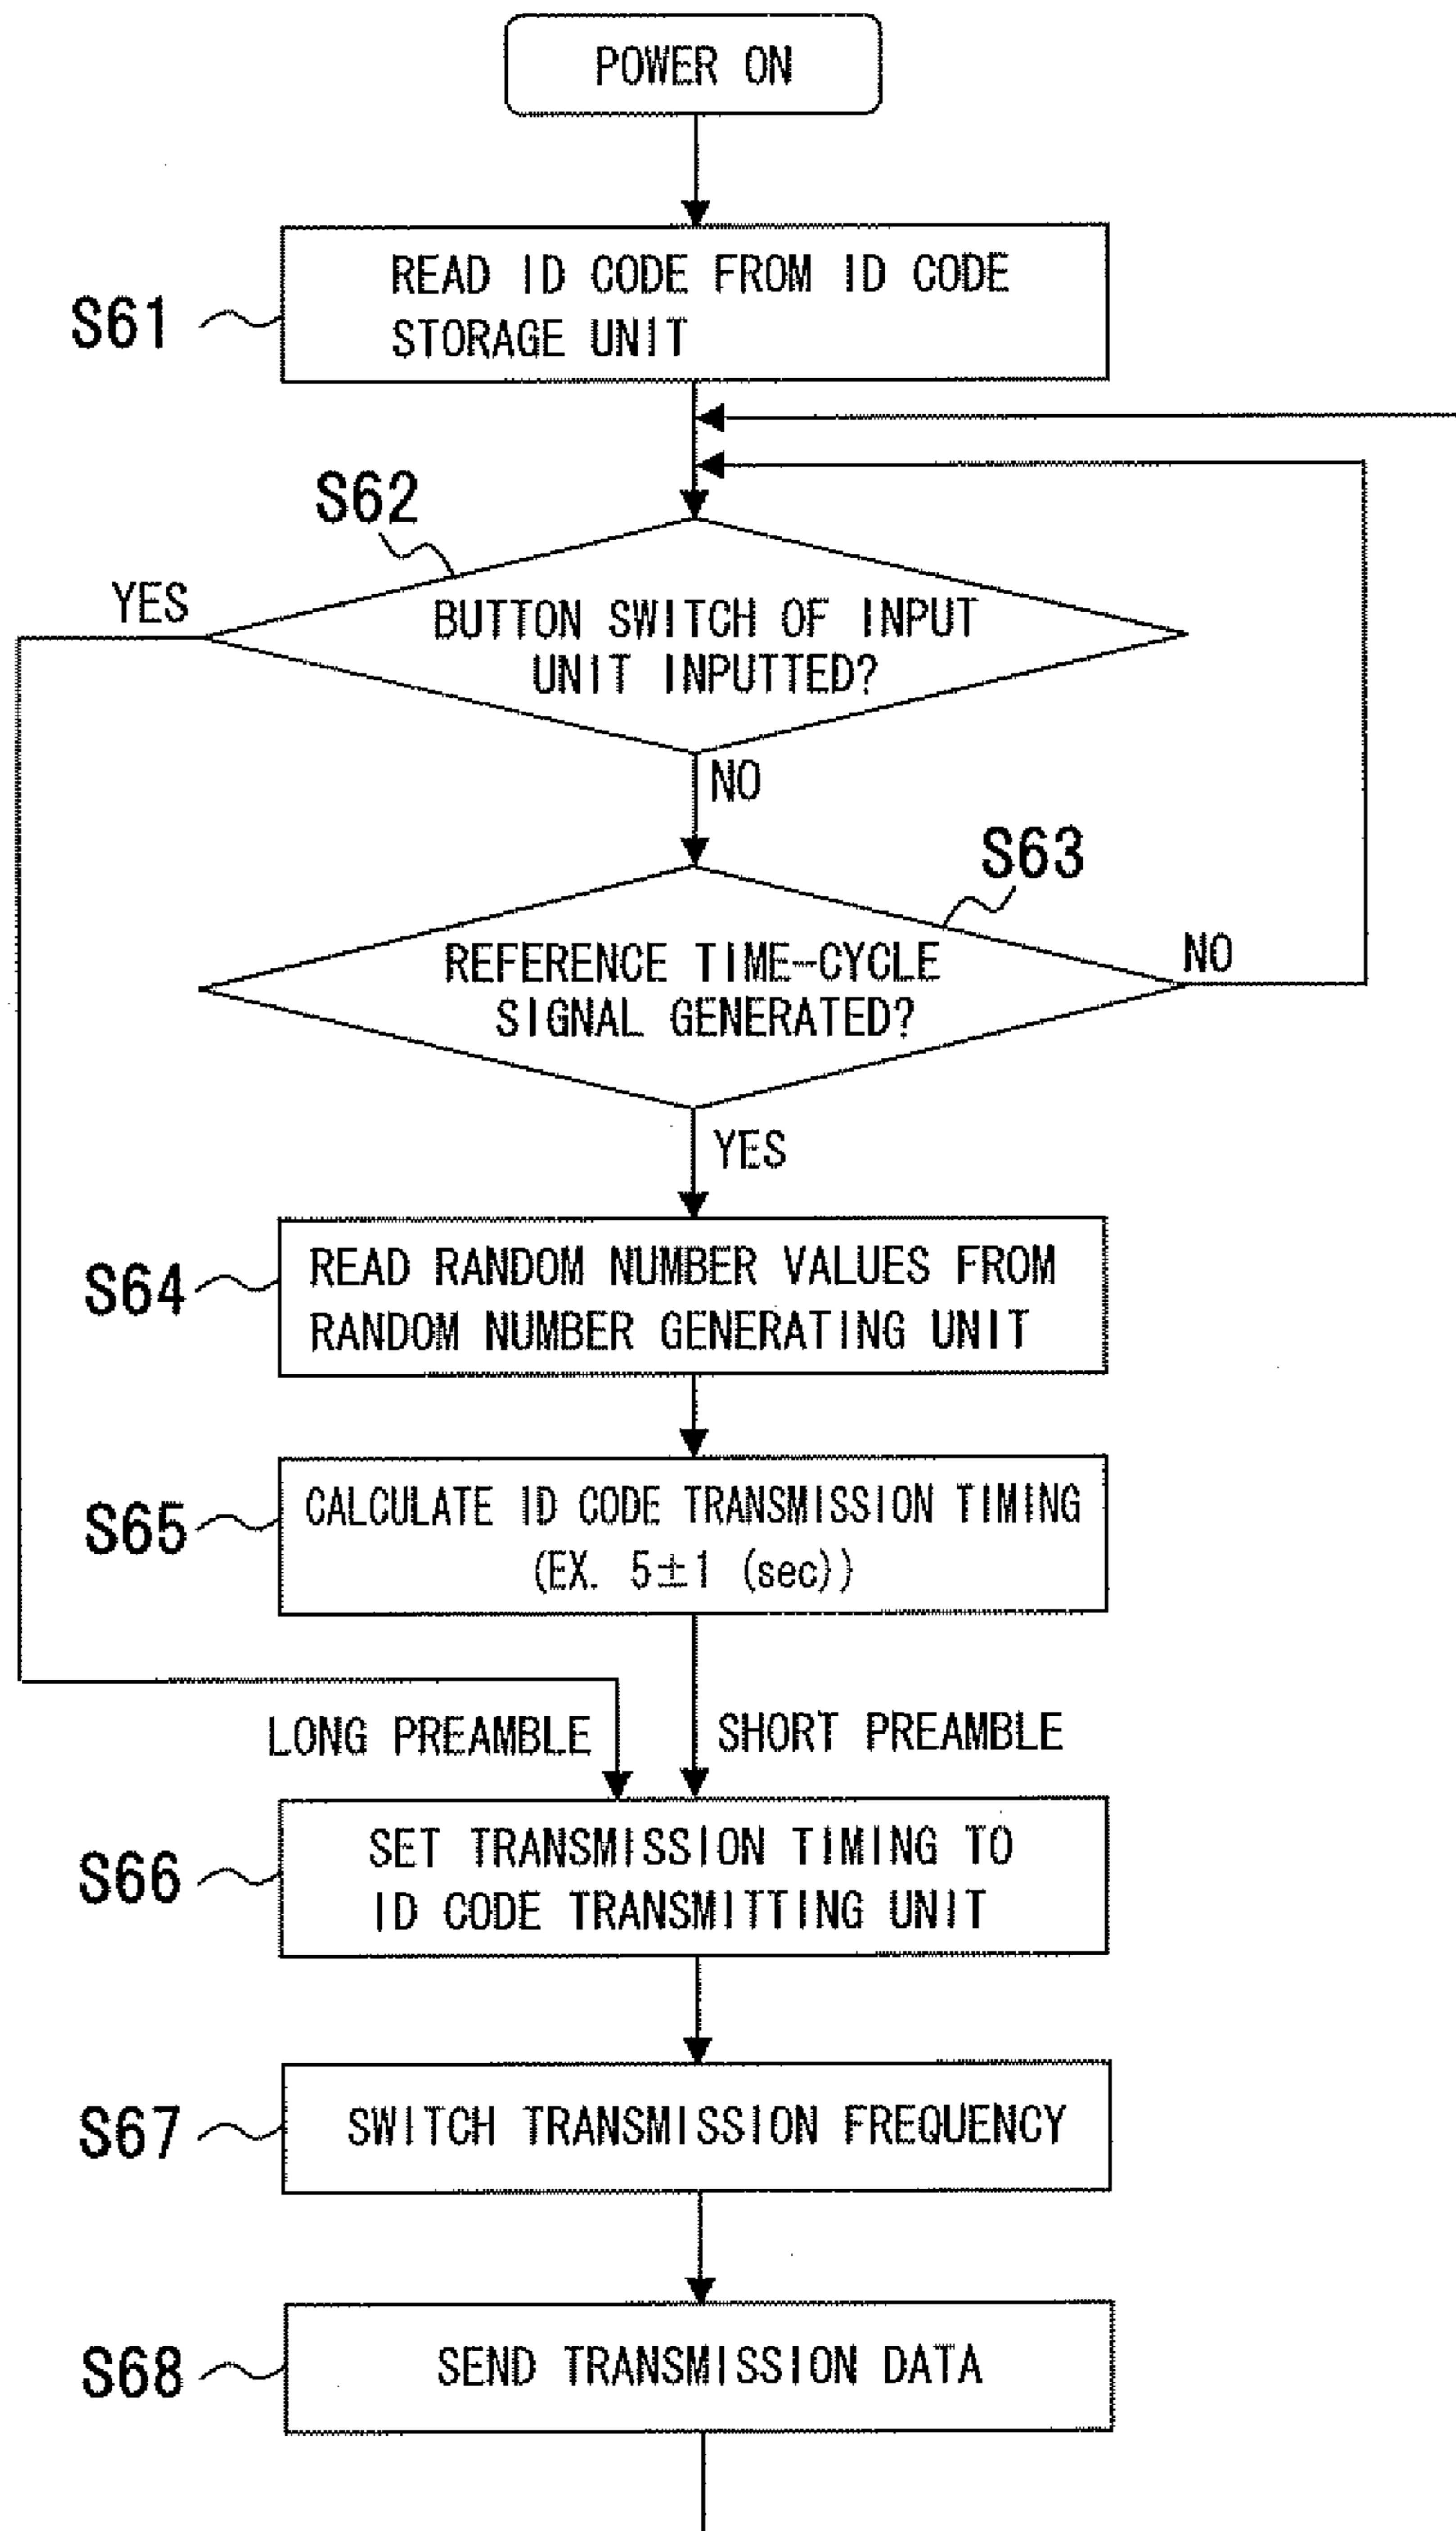 POWER ON
READ ID CODE FROM ID CODE
STORAGE UNIT
S61
S62
YES
BUTTON SWITCH OF INPUT
UNIT INPUTTED?
NO
S63
REFERENCE TIME-CYCLE
SIGNAL GENERATED?
NO
YES
S64
READ RANDOM NUMBER VALUES FROM
RANDOM NUMBER GENERATING UNIT
S65
CALCULATE ID CODE TRANSMISSION TIMING
(EX. 5±1 (sec))
LONG PREAMBLE
SHORT PREAMBLE
S66
SET TRANSMISSION TIMING TO
ID CODE TRANSMITTING UNIT
S67
SWITCH TRANSMISSION FREQUENCY
S68
SEND TRANSMISSION DATA